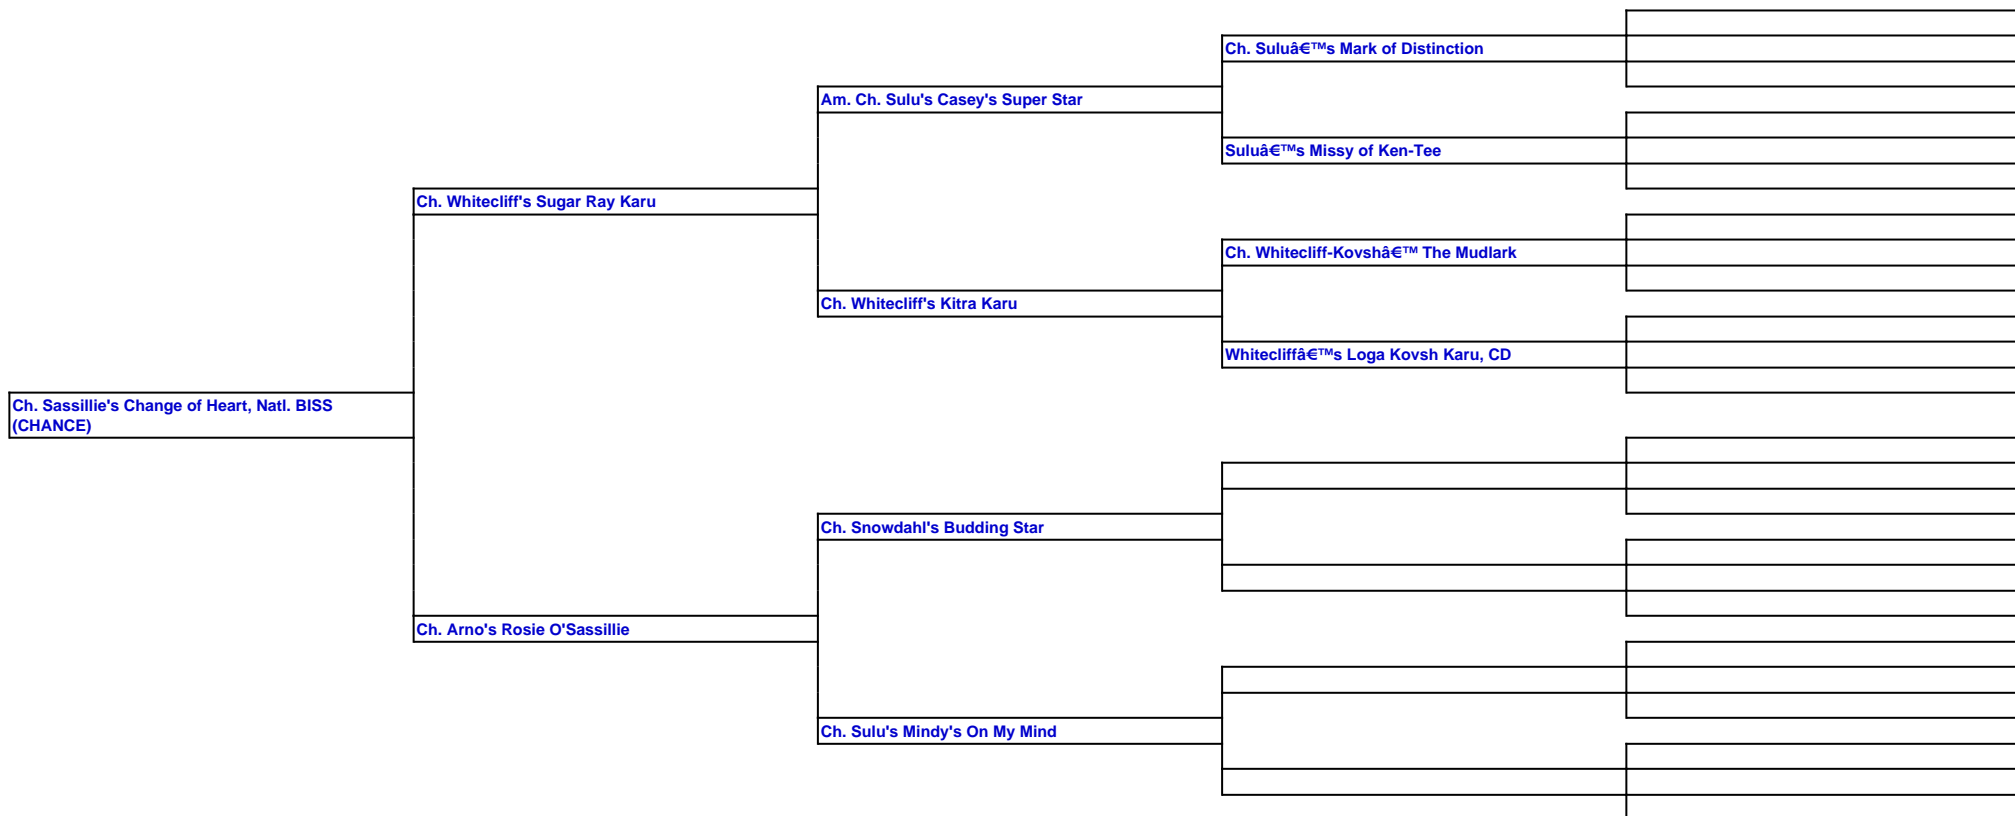 Ch. Suluâ€™s Mark of Distinction
Am. Ch. Sulu's Casey's Super Star
Suluâ€™s Missy of Ken-Tee
Ch. Whitecliff's Sugar Ray Karu
Ch. Whitecliff-Kovshâ€™ The Mudlark
Ch. Whitecliff's Kitra Karu
Whitecliffâ€™s Loga Kovsh Karu, CD
Ch. Sassillie's Change of Heart, Natl. BISS
(CHANCE)
Ch. Snowdahl's Budding Star
Ch. Arno's Rosie O'Sassillie
Ch. Sulu's Mindy's On My Mind